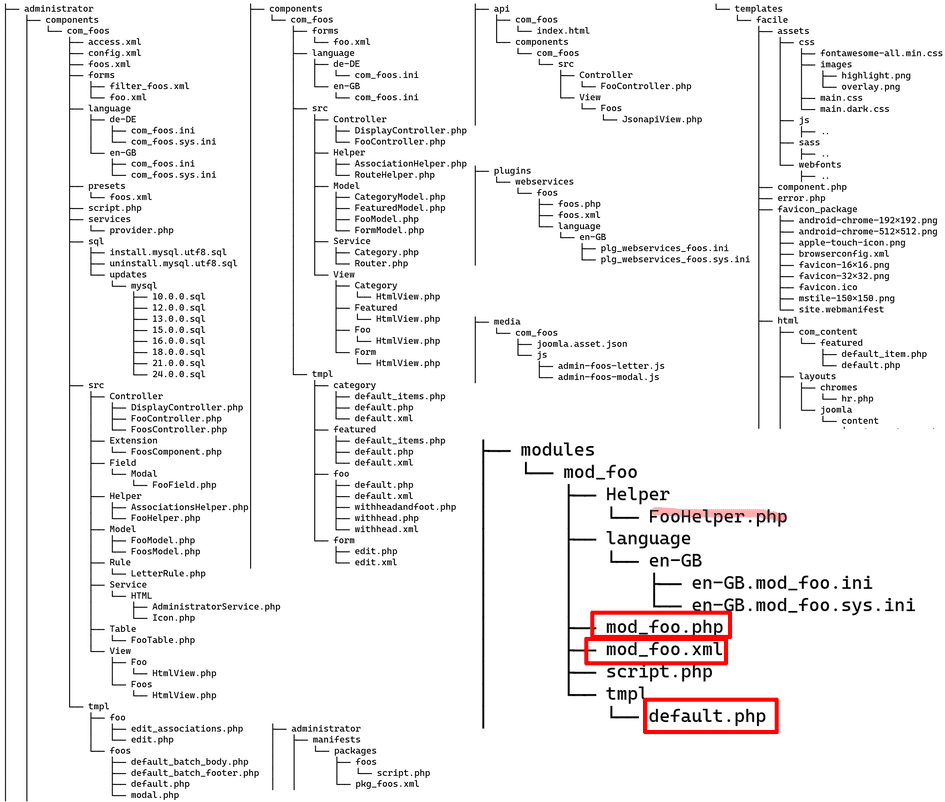 administrator
components
com_foos
access.xml
config.xml
foos.xml
forms
filter_foos.xml
foo.xml
language
de-DE
com_foos.ini
com_foos.sys.ini
en-GB
com_foos.ini
com_foos.sys.ini
presets
foos.xml
script.php
services
provider.php
sql
install.mysql.utf8.sql
uninstall.mysql.utf8.sql
updates
mysql
10.0.0.sql
12.0.0.sql
13.0.0.sql
15.0.0.sql
16.0.0.sql
18.0.0.sql
21.0.0.sql
24.0.0.sql
src
Controller
DisplayController.php
FooController.php
FoosController.php
Extension
FoosComponent.php
Field
Modal
FooField.php
Helper
AssociationsHelper.php
FooHelper.php
Model
FooModel.php
FoosModel.php
Rule
LetterRule.php
Service
HTML
AdministratorService.php
Icon.php
Table
FooTable.php
View
Foo
HtmlView.php
Foos
HtmlView.php
tmpl
foo
edit_associations.php
edit.php
foos
default_batch_body.php
default_batch_footer.php
default.php
modal.php
components
com_foos
forms
foo.xml
language
de-DE
com_foos.ini
en-GB
com_foos.ini
src
Controller
DisplayController.php
FooController.php
Helper
AssociationHelper.php
RouteHelper.php
Model
CategoryModel.php
FeaturedModel.php
FooModel.php
FormModel.php
Service
Category.php
Router.php
View
Category
HtmlView.php
Featured
HtmlView.php
Foo
HtmlView.php
Form
HtmlView.php
tmpl
category
default_items.php
default.php
default.xml
featured
default_items.php
default.php
default.xml
foo
default.php
default.xml
withheadandfoot.php
withhead.php
withhead.xml
form
edit.php
edit.xml
administrator
manifests
packages
foos
script.php
pkg_foos.xml
api
com_foos
index.html
components
com_foos
src
Controller
FooController.php
View
Foos
JsonapiView.php
plugins
webservices
foos
foos.php
foos.xml
language
en-GB
plg_webservices_foos.ini
plg_webservices_foos.sys.ini
media
com_foos
joomla.asset.json
js
admin-foos-letter.js
admin-foos-modal.js
templates
facile
assets
css
fontawesome-all.min.css
images
highlight.png
overlay.png
main.css
main.dark.css
js
..
sass
..
webfonts
..
component.php
error.php
favicon_package
android-chrome-192×192.png
android-chrome-512×512.png
apple-touch-icon.png
browserconfig.xml
favicon-16×16.png
favicon-32×32.png
favicon.ico
mstile-150×150.png
site.webmanifest
html
com_content
featured
default_item.php
default.php
layouts
chromes
hr.php
joomla
content
modules
mod_foo
Helper
FooHelper.php
language
en-GB
en-GB.mod_foo.ini
en-GB.mod_foo.sys.ini
mod_foo.php
mod_foo.xml
script.php
tmpl
default.php